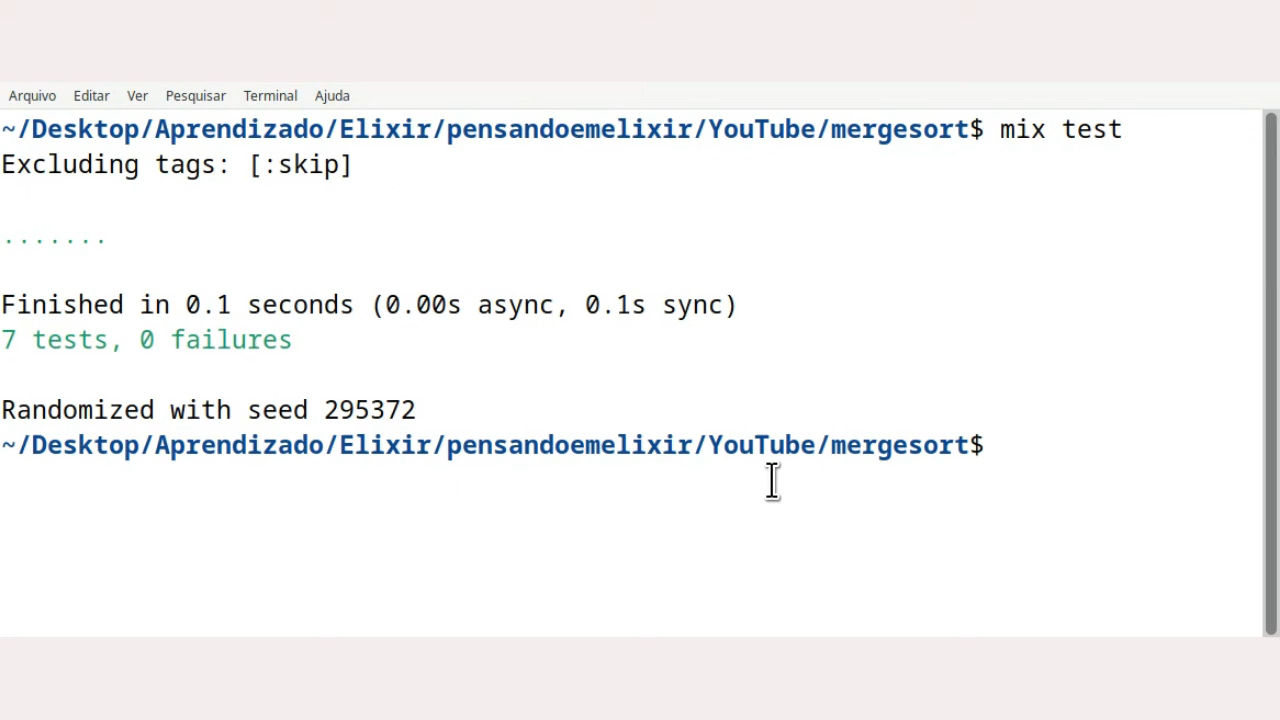 Arquivo Editar Ver Pesquisar Terminal Ajuda
~/Desktop/Aprendizado/Elixir/pensandoemelixir/YouTube/mergesort$ mix test
Excluding tags: [:skip]
.......
Finished in 0.1 seconds (0.00s async, 0.1s sync)
7 tests, 0 failures
Randomized with seed 295372
~/Desktop/Aprendizado/Elixir/pensandoemelixir/YouTube/mergesort$